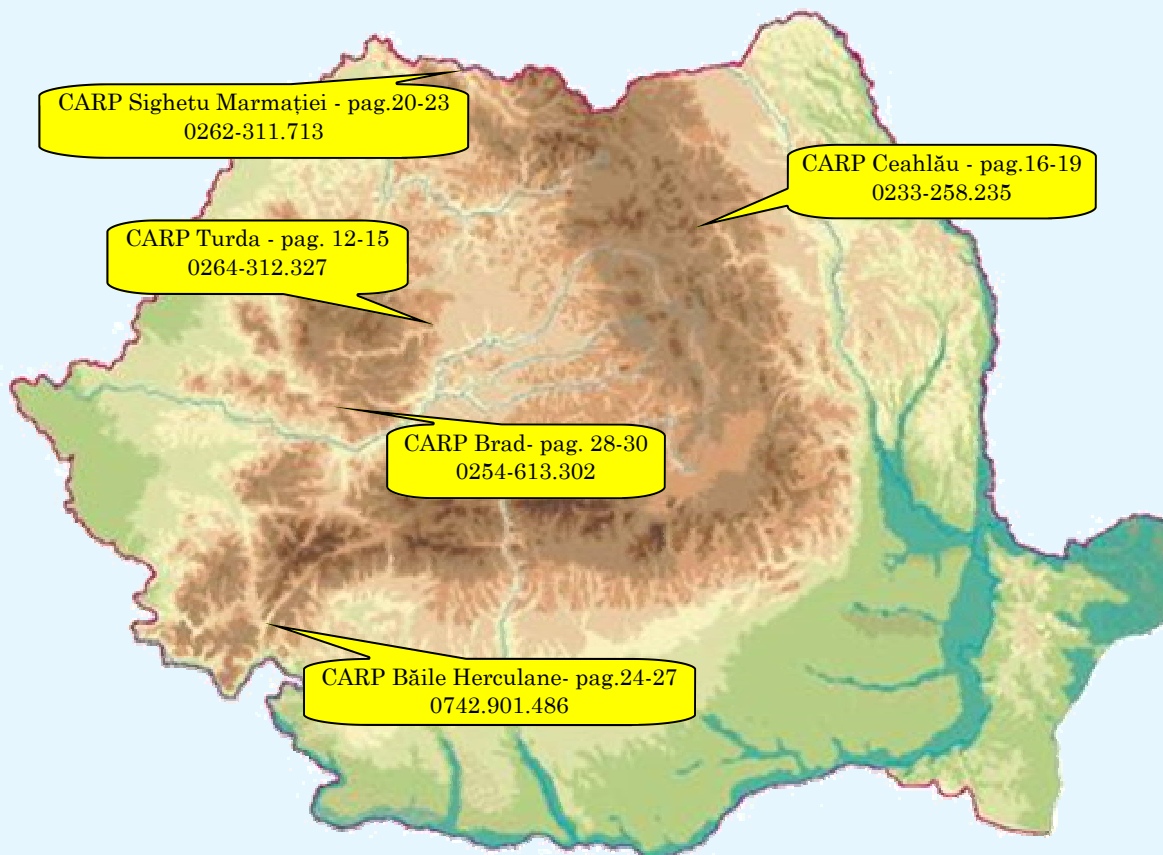 CARP Sighetu Marmației - pag.20-23
0262-311.713
CARP Ceahlău - pag.16-19
0233-258.235
CARP Turda - pag. 12-15
0264-312.327
CARP Brad- pag. 28-30
0254-613.302
CARP Băile Herculane- pag.24-27
0742.901.486